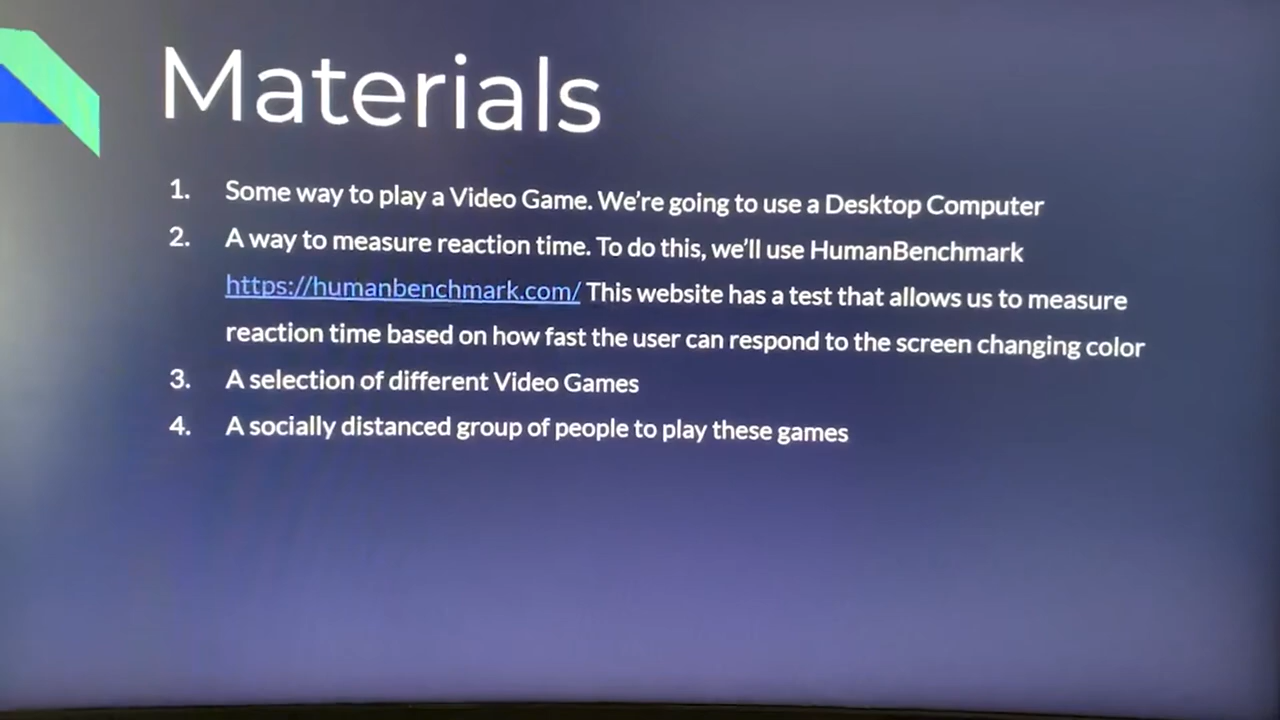 Materials
1. Some way to play a Video Game. We're going to use a Desktop Computer
2. A way to measure reaction time. To do this, we'll use HumanBenchmark
https://humanbenchmark.com/ This website has a test that allows us to measure
reaction time based on how fast the user can respond to the screen changing color
3. A selection of different Video Games
4. A socially distanced group of people to play these games